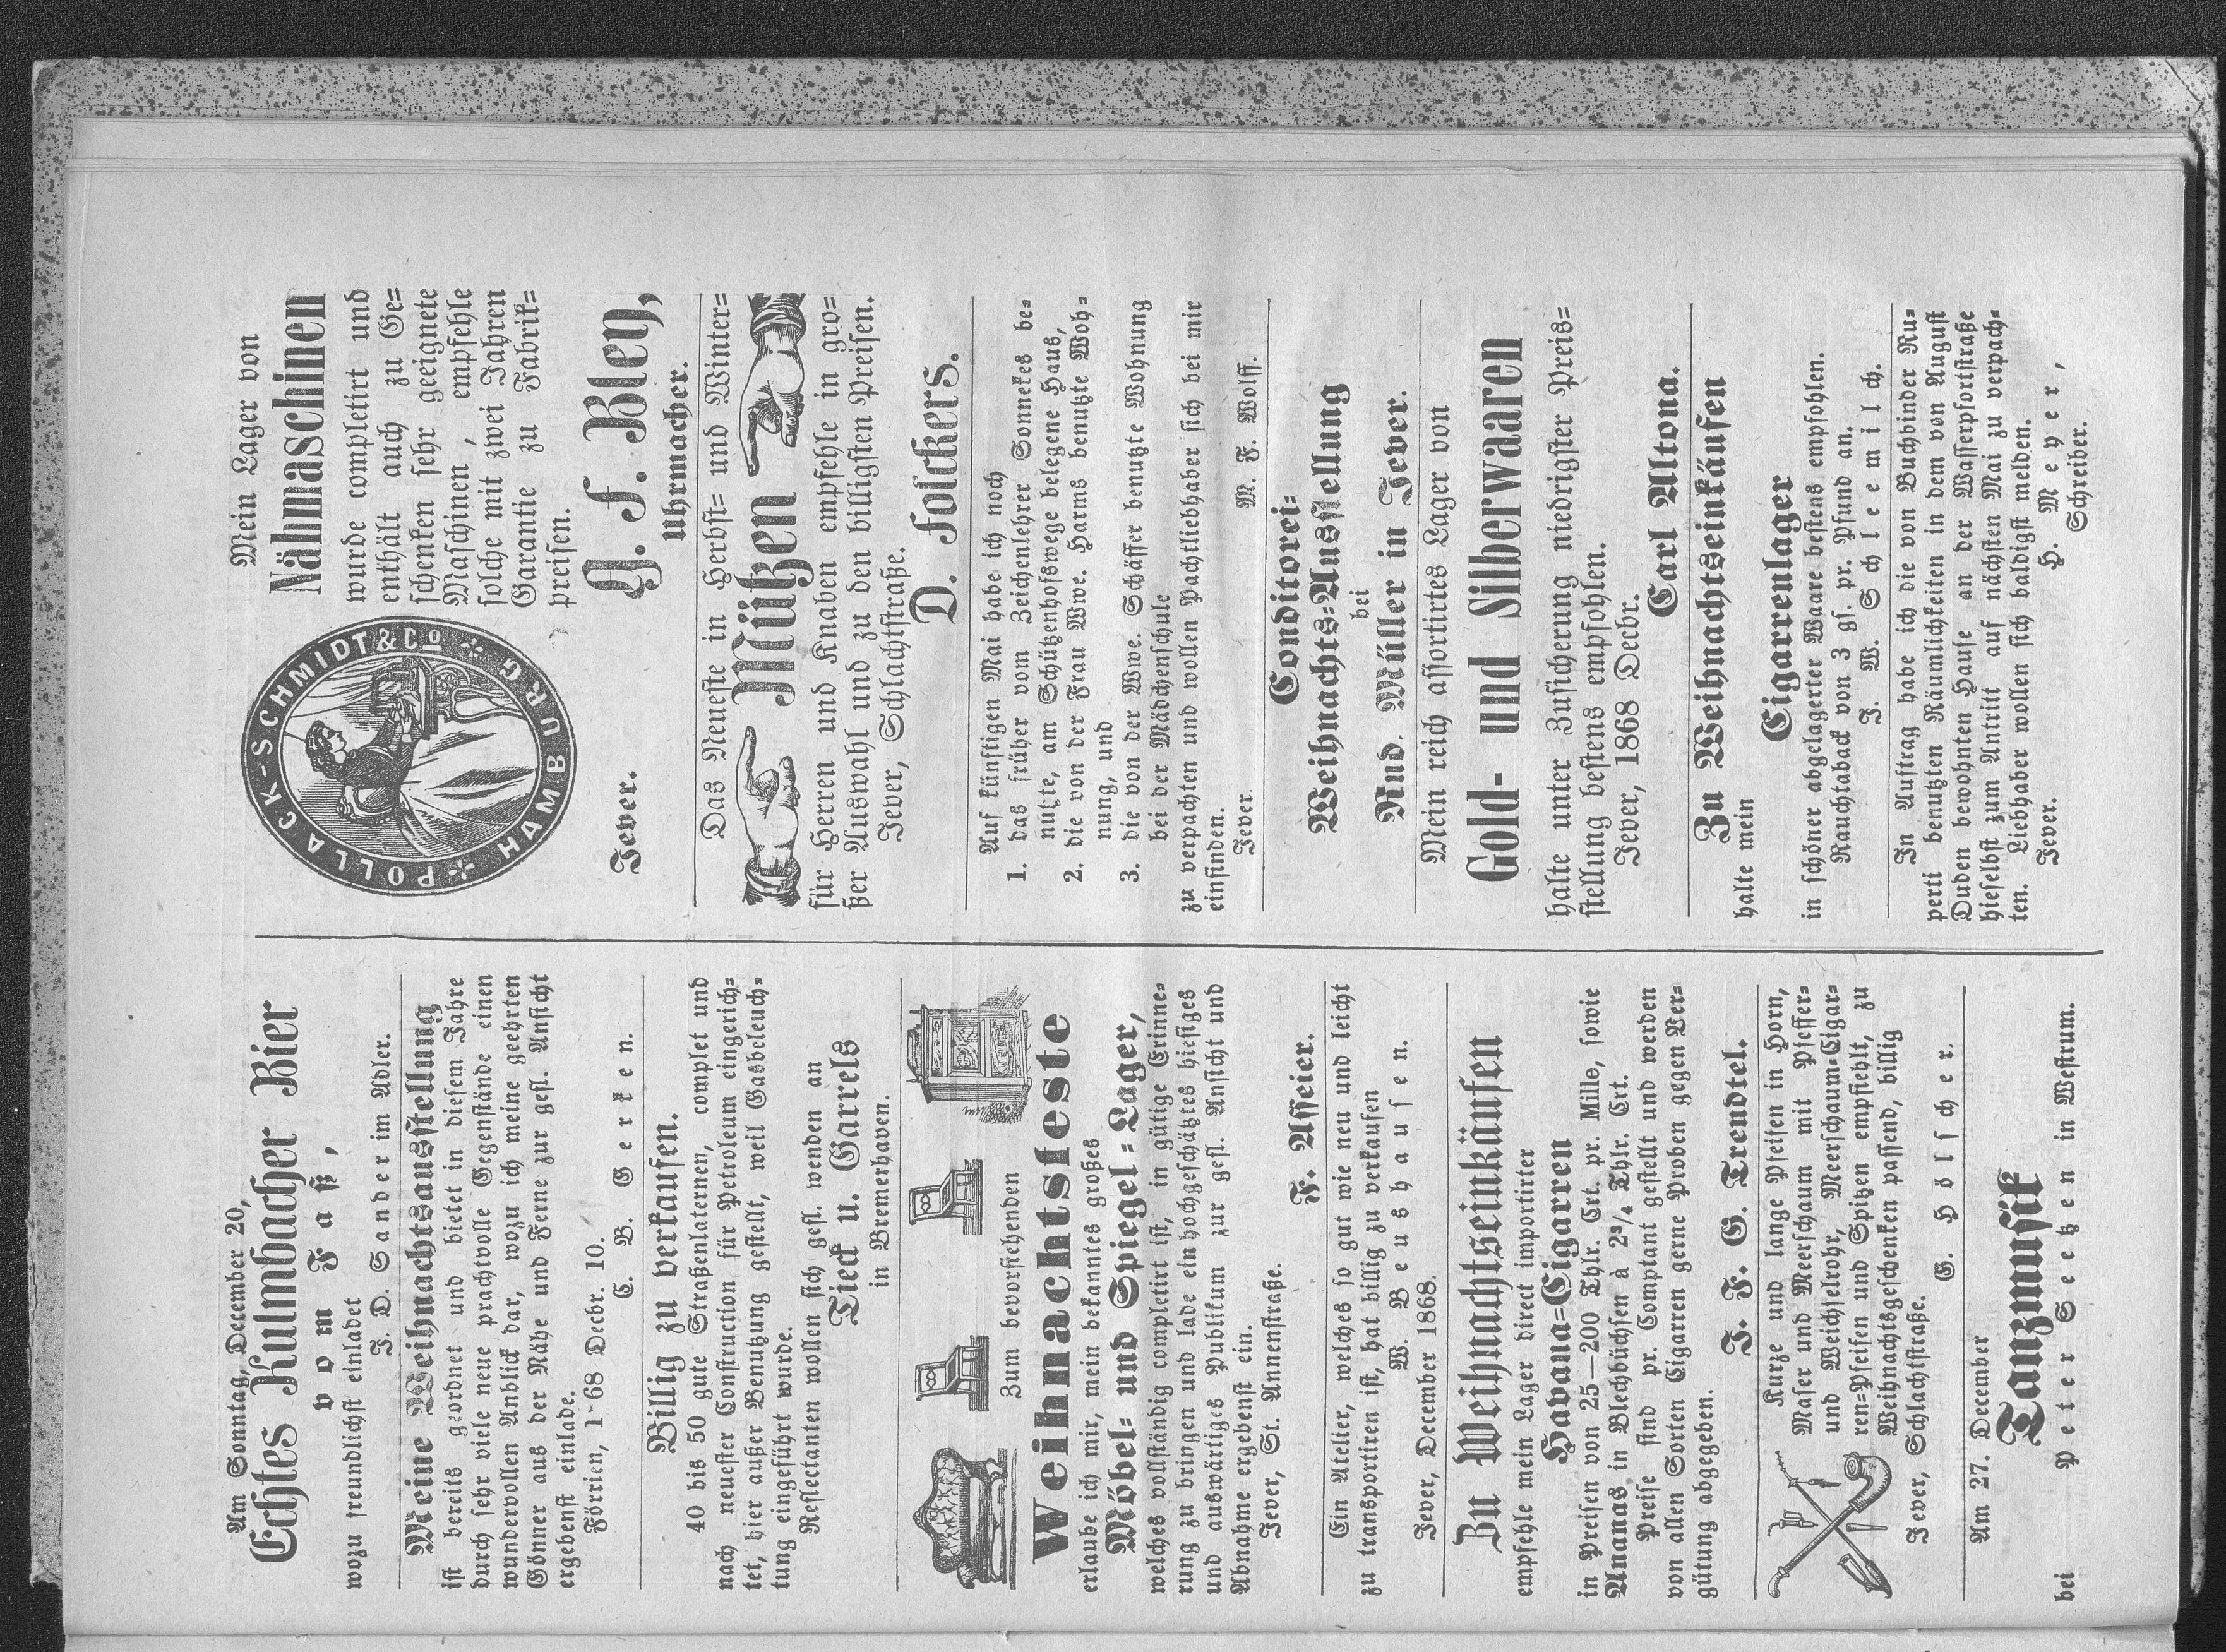 Am Sonntag, December 20,
Echtes Kulmbacher Bier
vom Faß,
wozu freundlichst einladet
J. D. Sander im Adler.
Meine Weihnachtsausstellung
ist bereits geordnet und bietet in diesem Jahre
durch sehr viele neue prachtvolle Gegenstände einen
wundervollen Anblick dar, wozu ich meine geehrten
Gönner aus der Nähe und Ferne zur gefl. Ansicht
ergebenst einlade.
Förrien, 1 68 Decbr. 10.
C. B. Gerken.
Billig zu verkaufen.
40 bis 50 gute Straßenlaternen, complet und
nach neuester Construction für Petroleum eingerich=
tet, hier außer Benutzung gestellt, weil Gasbeleuch=
tung eingeführt wurde.
Reflectanten wollen sich gefl. wenden an
Tieck u. Garrels
in Bremerhaven.
Zum bevorstehenden
Weihnachtsfeste
erlaube ich mir, mein bekanntes großes
Möbel= und Spiegel=Lager,
welches vollständig completirt ist, in gütige Erinne=
rung zu bringen und lade ein hochgeschätztes hiesiges
und auswärtiges Publikum zur gefl. Ansicht und
Abnahme ergebenst ein.
Jever, St. Annenstraße.
F. Asseier.
Ein Atelier, welches so gut wie neu und leicht
zu transportiren ist, hat billig zu verkaufen
W. Beushausen.
Jever, December 1868.
Zu Weihnachtseinkäufen
empfehle mein Lager direct importirter
Havana=Cigarren
in Preisen von 25—200 Thlr. Crt. pr. Mille, sowie
Ananas in Blechbüchsen à 2¾ Thlr. Crt.
Preise sind pr. Comptant gestellt und werden
von allen Sorten Cigarren gerne Proben gegen Ver=
gütung abgegeben.
J. F. G. Trendtel.
Kurze und lange Pfeifen in Horn,
Maser und Meerschaum mit Pfeffer=
und Weichselrohr, Meerschaum=Cigar=
ren=Pfeifen und Spitzen empfiehlt, zu
Weihnachtsgeschenken passend, billig
Jever, Schlachtstraße.
G. Hölscher.
Am 27. December
Tanzmusik
bei Peter Seetzen in Westrum.
POLLACK-SCHMIDT & Co
HAMBURG
Mein Lager von
Nähmaschinen
wurde completirt und
enthält auch zu Ge=
schenken sehr geeignete
Maschinen, empfehle
solche mit zwei Jahren
Garantie zu Fabrik=
preisen.
Jever.
G. F. Bley,
Uhrmacher.
Das Neueste in Herbst= und Winter=
Mützen
für Herren und Knaben empfehle in gro=
ßer Auswahl und zu den billigsten Preisen.
Jever, Schlachtstraße.
D. Folckers.
Auf künftigen Mai habe ich noch
1. das früher vom Zeichenlehrer Sonnekes be=
nutzte, am Schützenhofswege belegene Haus,
2. die von der Frau Wwe. Harms benutzte Woh=
nung, und
3. die von der Wwe. Schäffer benutzte Wohnung
bei der Mädchenschule
zu verpachten und wollen Pachtliebhaber sich bei mir
einfinden.
Jever. M. F. Wolff.
Conditorei=
Weihnachts=Ausstellung
bei
Rud. Müller in Jever.
Mein reich assortirtes Lager von
Gold- und Silberwaaren
halte unter Zusicherung niedrigster Preis=
stellung bestens empfohlen.
Jever, 1868 Decbr.
Carl Altona.
Zu Weihnachtseinkäufen
halte mein
Cigarrenlager
in schöner abgelagerter Waare bestens empfohlen.
Rauchtaback von 3 gs. pr. Pfund an.
J. W. Schlemilch.
In Auftrag habe ich die von Buchbinder Ru=
perti benutzten Räumlichkeiten in dem von August
Duden bewohnten Hause an der Wasserpfortstraße
hieselbst zum Antritt auf nächsten Mai zu verpach=
ten. Liebhaber wollen sich baldigst melden.
Jever. H. Meyer,
Schreiber.